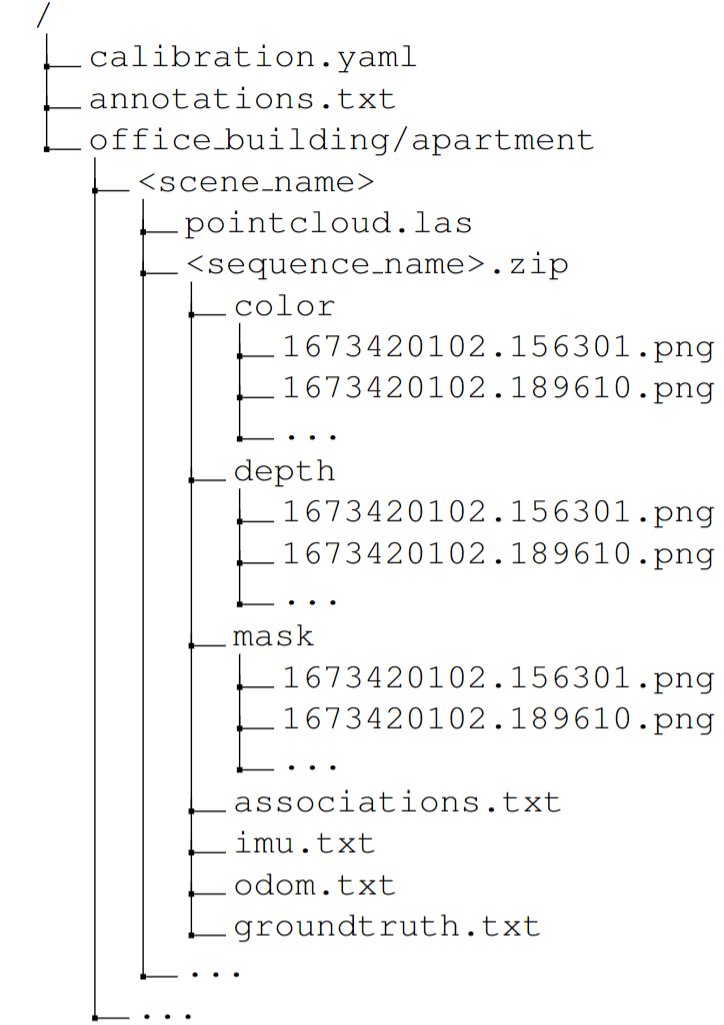 /
calibration.yaml
annotations.txt
office_building/apartment
<scene_name>
pointcloud.las
<sequence_name>.zip
color
1673420102.156301.png
1673420102.189610.png
...
depth
1673420102.156301.png
1673420102.189610.png
...
mask
1673420102.156301.png
1673420102.189610.png
...
associations.txt
imu.txt
odom.txt
groundtruth.txt
...
...